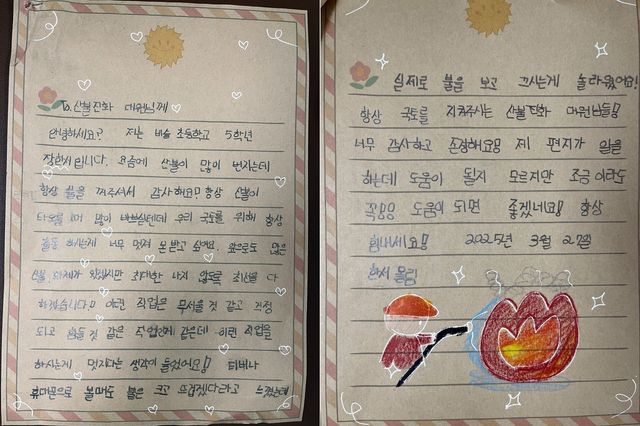 To. 산불진화 대원님께
안녕하세요? 저는 비슬 초등학교 5학년
장한서입니다. 요즘에 산불이 많이 번지는데
항상 불을 꺼주셔서 감사해요! 항상 산불이
많이 바쁘실텐데 우리 국토를 위해 항상
힘써 주시는게 너무 멋져 본받고 싶어요. 앞으로도 많은
산불 화재가 있겠지만 최대한 나지 않도록 최선을 다
하겠습니다!! 이런 직업은 무서울 것 같고 걱정
되고 힘들 것 같은 직업인거 같은데 이런 직업을
하시는게 멋지다는 생각이 들었어요! 티비나
휴대폰으로 볼때도 불은 크고 뜨겁겠다라고 느꼈는데
실제로 불을 보고 끄시는게 놀라웠어요!
항상 국토를 지켜주시는 산불진화 대원님들!
너무 감사하고 존경해요! 제 편지가 일을
하는데 도움이 될지 모르지만 조금 이라도
꼭 도움이 되면 좋겠네요! 항상
힘내세요! 2025년 3월 27일
한서 올림